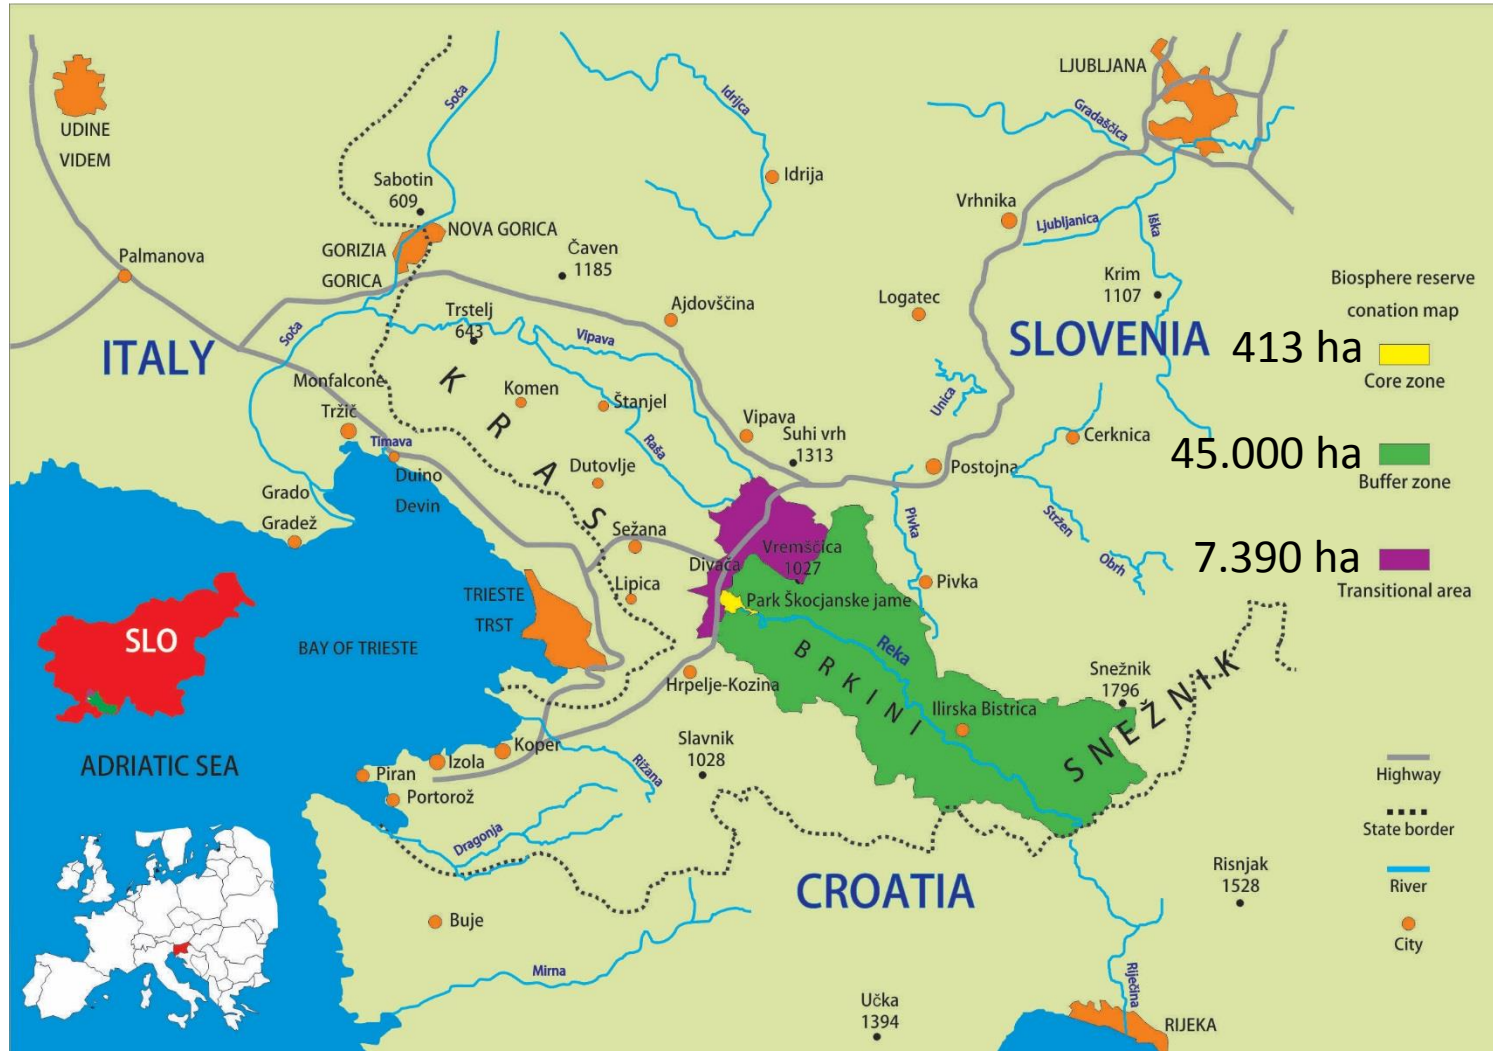 LJUBLJANA
Soča
Idrijca
Gradaščica
UDINE
VIDEM
Sabotin
609
Idrija
Vrhnika
Ljubljanica
Iška
NOVA GORICA
GORIZIA
GORICA
Palmanova
Čaven
1185
Krim
1107
Biosphere reserve
conation map
Trstelj
643
Ajdovščina
Logatec
Soča
Vipava
ITALY
SLOVENIA
413 ha
Core zone
Monfalcone
Tržič
Komen
Štanjel
Unica
KRAS
Vipava
Suhi vrh
1313
Cerknica
Postojna
45.000 ha
Buffer zone
Timava
Duino
Devin
Raša
Dutovlje
Grado
Gradež
Sežana
Pivka
Stržen
Obrh
Divača
Vremščica
1027
7.390 ha
Transitional area
Lipica
Park Škocjanske jame
Pivka
TRIESTE
TRST
SLO
BAY OF TRIESTE
Reka
BRKINI
Hrpelje-Kozina
Snežnik
1796
SNEŽNIK
Ilirska Bistrica
ADRIATIC SEA
Koper
Izola
Piran
Portorož
Rižana
Slavnik
1028
Highway
State border
Dragonja
CROATIA
Risnjak
1528
River
Buje
City
Mirna
Učka
1394
Riječina
RIJEKA